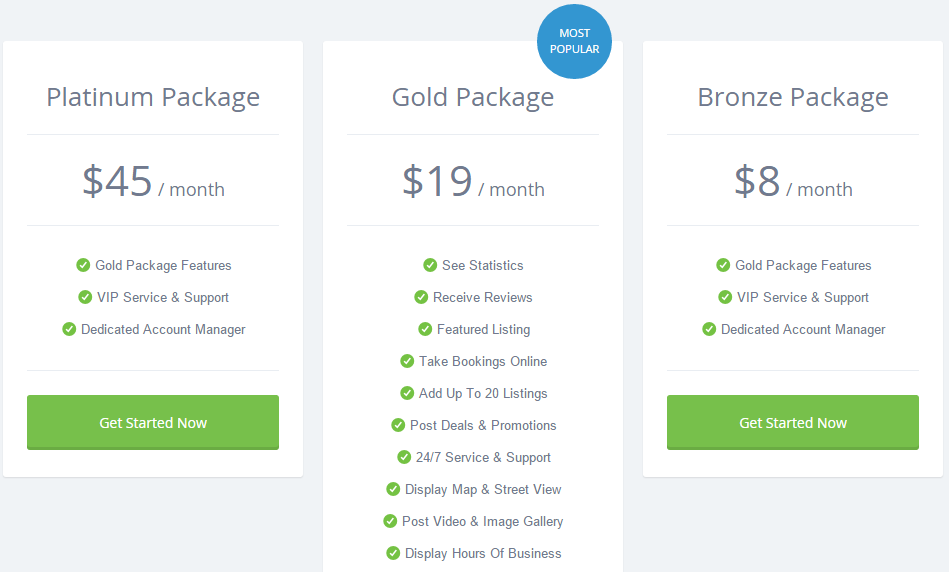 Platinum Package
$45 / month
Gold Package Features
VIP Service & Support
Dedicated Account Manager
Get Started Now
MOST
POPULAR
Gold Package
$19 / month
See Statistics
Receive Reviews
Featured Listing
Take Bookings Online
Add Up To 20 Listings
Post Deals & Promotions
24/7 Service & Support
Display Map & Street View
Post Video & Image Gallery
Display Hours Of Business
Bronze Package
$8 / month
Gold Package Features
VIP Service & Support
Dedicated Account Manager
Get Started Now